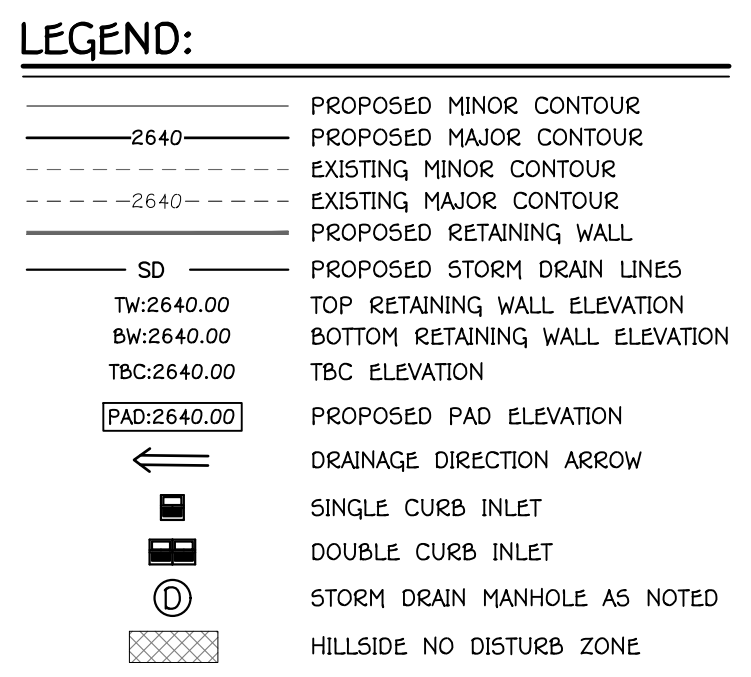 LEGEND:
PROPOSED MINOR CONTOUR
2640 PROPOSED MAJOR CONTOUR
EXISTING MINOR CONTOUR
2640 EXISTING MAJOR CONTOUR
PROPOSED RETAINING WALL
SD PROPOSED STORM DRAIN LINES
TW:2640.00 TOP RETAINING WALL ELEVATION
BW:2640.00 BOTTOM RETAINING WALL ELEVATION
TBC:2640.00 TBC ELEVATION
PAD:2640.00 PROPOSED PAD ELEVATION
DRAINAGE DIRECTION ARROW
SINGLE CURB INLET
DOUBLE CURB INLET
D STORM DRAIN MANHOLE AS NOTED
HILLSIDE NO DISTURB ZONE